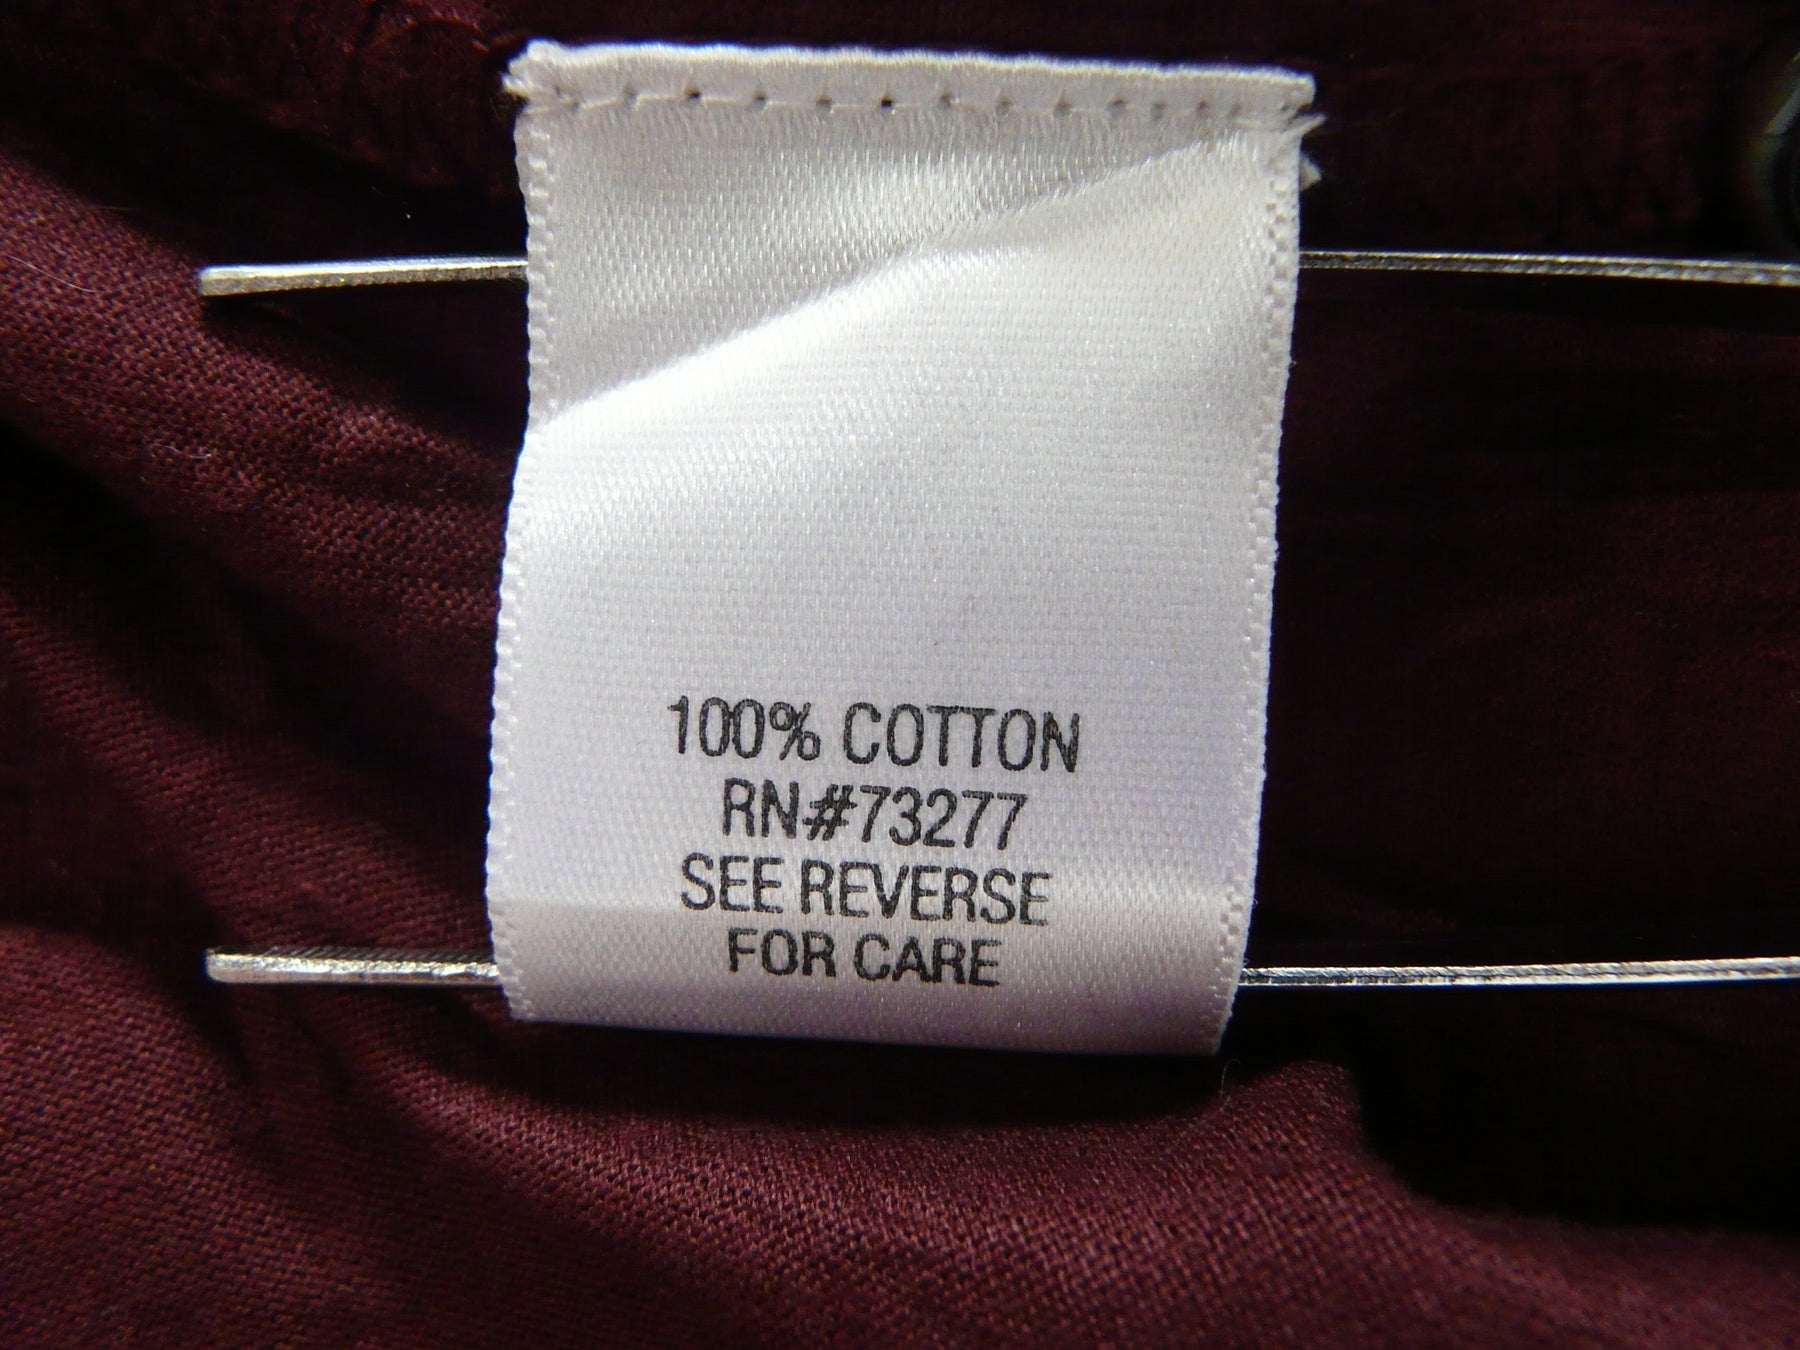 100% COTTON
RN#73277
SEE REVERSE
FOR CARE